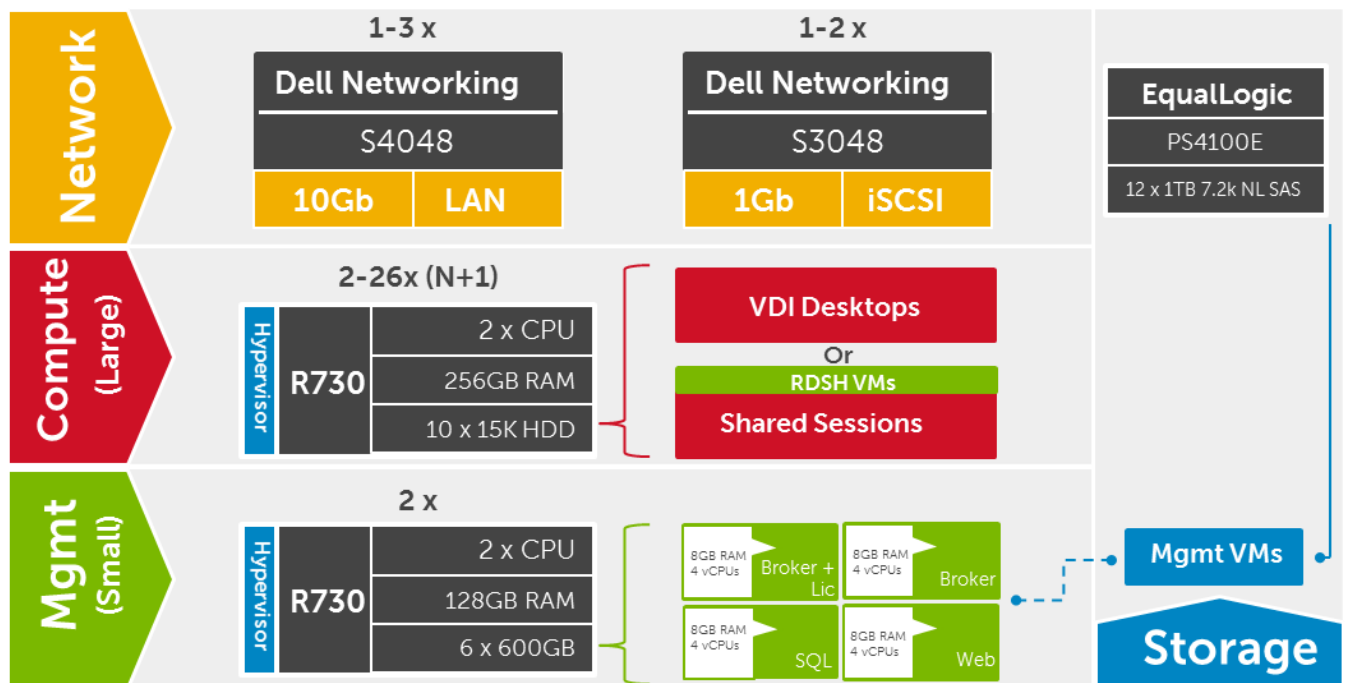 Network
1-3 x
Dell Networking
S4048
10Gb LAN
1-2 x
Dell Networking
S3048
1Gb iSCSI
EqualLogic
PS4100E
12 x 1TB 7.2k NL SAS
Compute
(Large)
2-26x (N+1)
Hypervisor
R730
2 x CPU
256GB RAM
10 x 15K HDD
VDI Desktops
Or
RDSH VMs
Shared Sessions
Mgmt
(Small)
2 x
Hypervisor
R730
2 x CPU
128GB RAM
6 x 600GB
8GB RAM
4 vCPUs
Broker +
Lic
8GB RAM
4 vCPUs
Broker
8GB RAM
4 vCPUs
SQL
8GB RAM
4 vCPUs
Web
Mgmt VMs
Storage